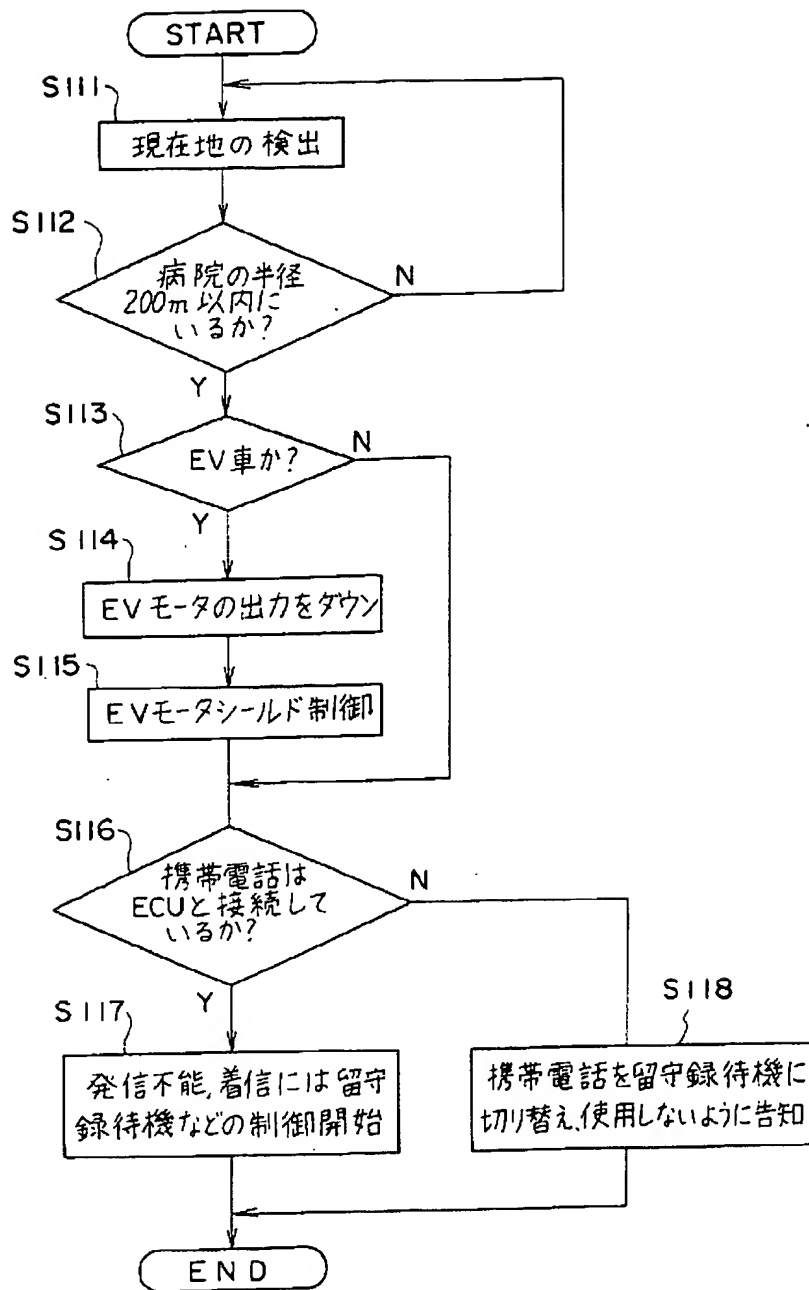 START
S111
現在地の検出
S112
病院の半径
200m以内に
いるか?
N
Y
S113
EV車か?
N
Y
S114
EVモータの出力をダウン
S115
EVモータシールド制御
S116
携帯電話は
ECUと接続して
いるか?
N
Y
S117
発信不能,着信には留守
録待機などの制御開始
S118
携帯電話を留守録待機に
切り替え,使用しないように告知
END